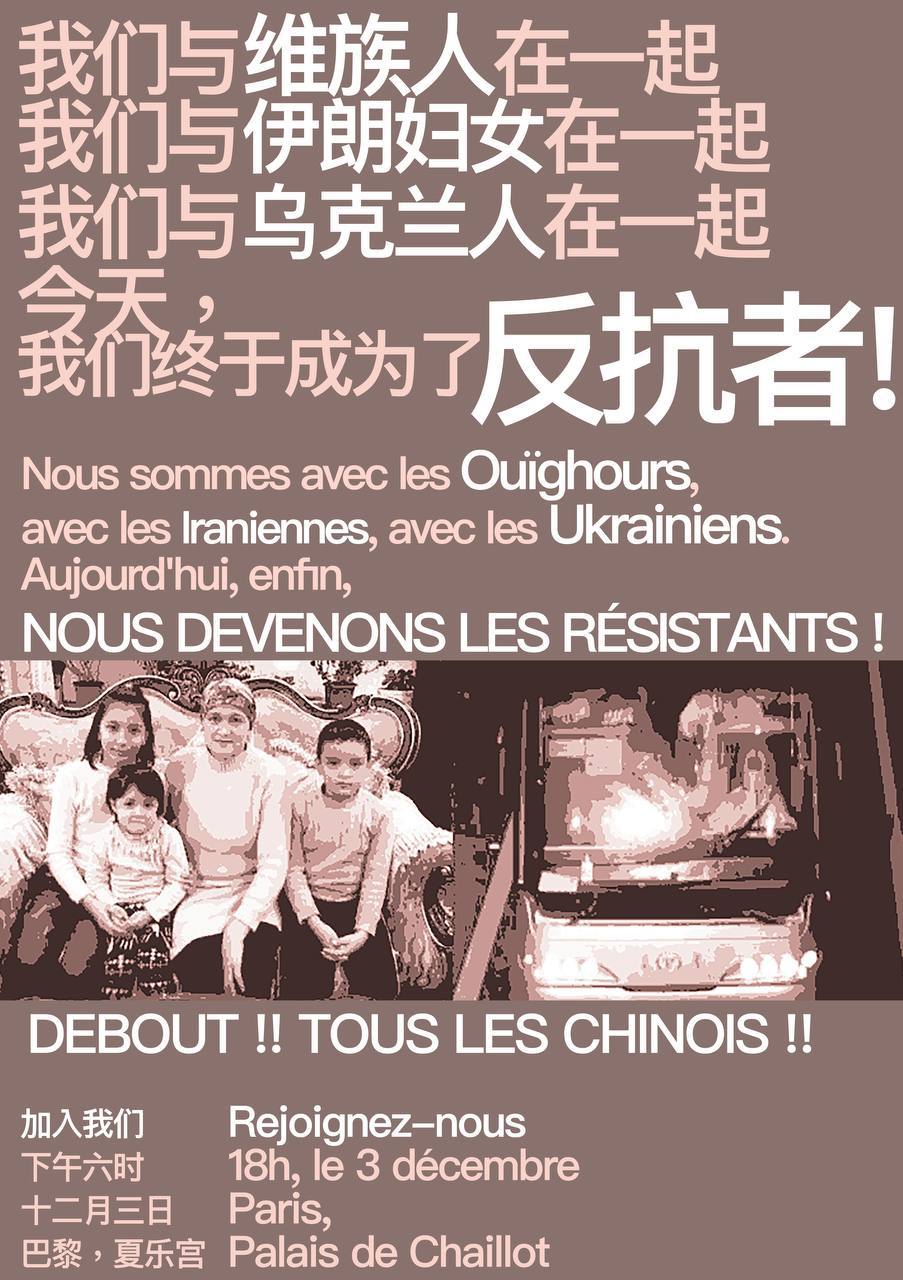 我们与维族人在一起
我们与伊朗妇女在一起
我们与乌克兰人在一起
今天，
我们终于成为了反抗者!
Nous sommes avec les Ouïghours,
avec les Iraniennes, avec les Ukrainiens.
Aujourd'hui, enfin,
NOUS DEVENONS LES RÉSISTANTS !
DEBOUT !! TOUS LES CHINOIS !!
加入我们 Rejoignez–nous
下午六时 18h, le 3 décembre
十二月三日 Paris,
巴黎，夏乐宫 Palais de Chaillot